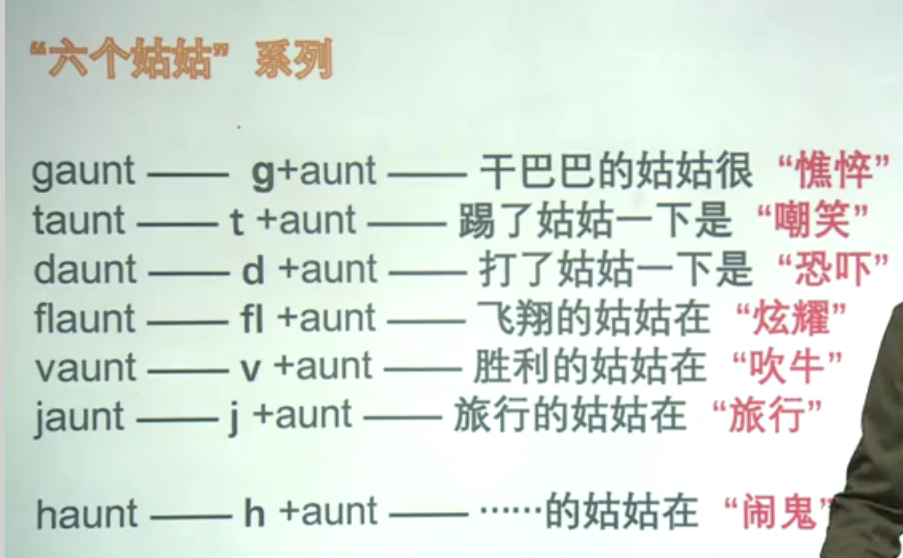 “六个姑姑” 系列
gaunt —— g+aunt —— 干巴巴的姑姑很 “憔悴”
taunt —— t +aunt —— 踢了姑姑一下是 “嘲笑”
daunt —— d +aunt —— 打了姑姑一下是 “恐吓”
flaunt —— fl +aunt —— 飞翔的姑姑在 “炫耀”
vaunt —— v +aunt —— 胜利的姑姑在 “吹牛”
jaunt —— j +aunt —— 旅行的姑姑在 “旅行”
haunt —— h +aunt —— ……的姑姑在 “闹鬼”